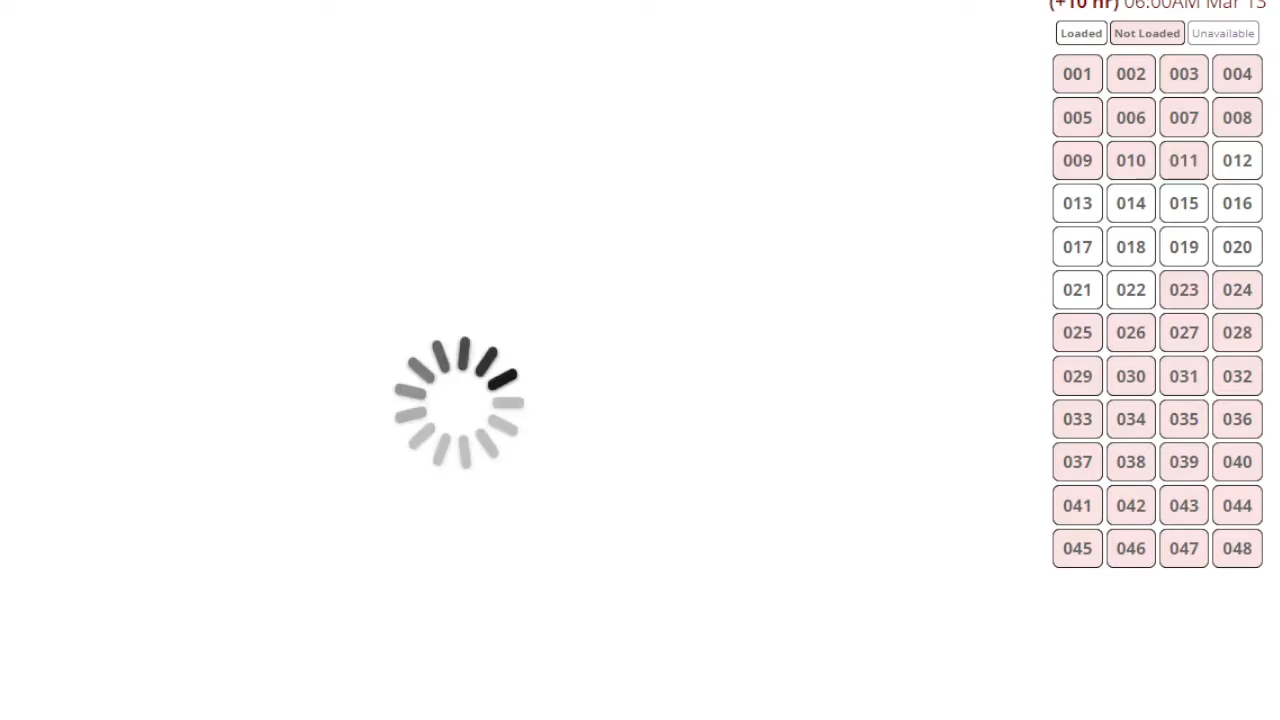 (+10 hr) 06:00AM Mar 13
Loaded Not Loaded Unavailable
001 002 003 004
005 006 007 008
009 010 011 012
013 014 015 016
017 018 019 020
021 022 023 024
025 026 027 028
029 030 031 032
033 034 035 036
037 038 039 040
041 042 043 044
045 046 047 048